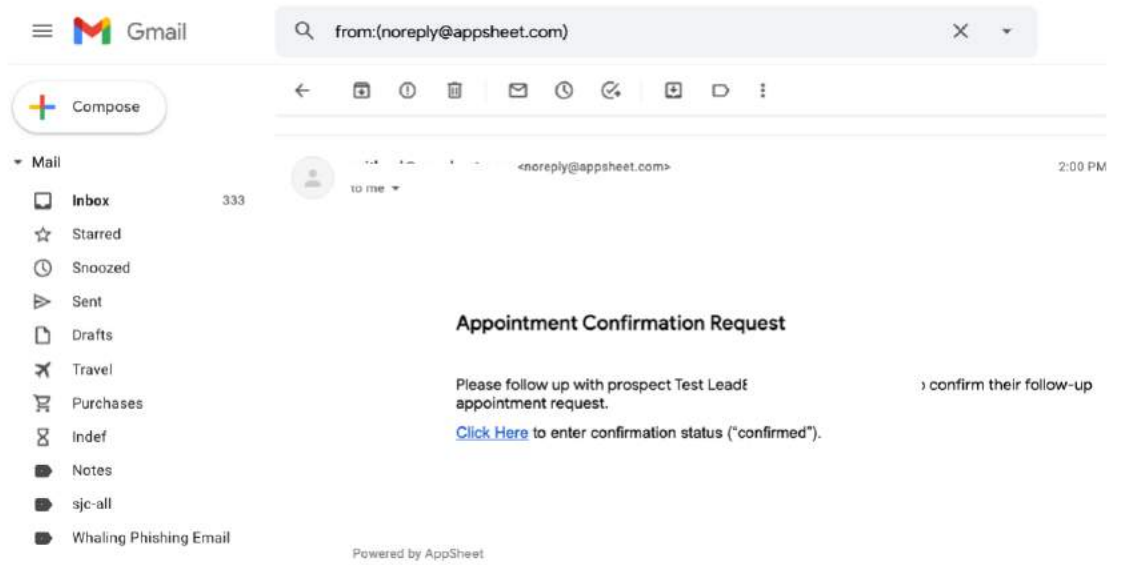 Gmail
from:(noreply@appsheet.com)
Compose
Mail
Inbox 333
Starred
Snoozed
Sent
Drafts
Travel
Purchases
Indef
Notes
sjc-all
Whaling Phishing Email
<noreply@appsheet.com> 2:00 PM
to me
Appointment Confirmation Request
Please follow up with prospect Test Lead confirm their follow-up
appointment request.
Click Here to enter confirmation status (“confirmed”).
Powered by AppSheet